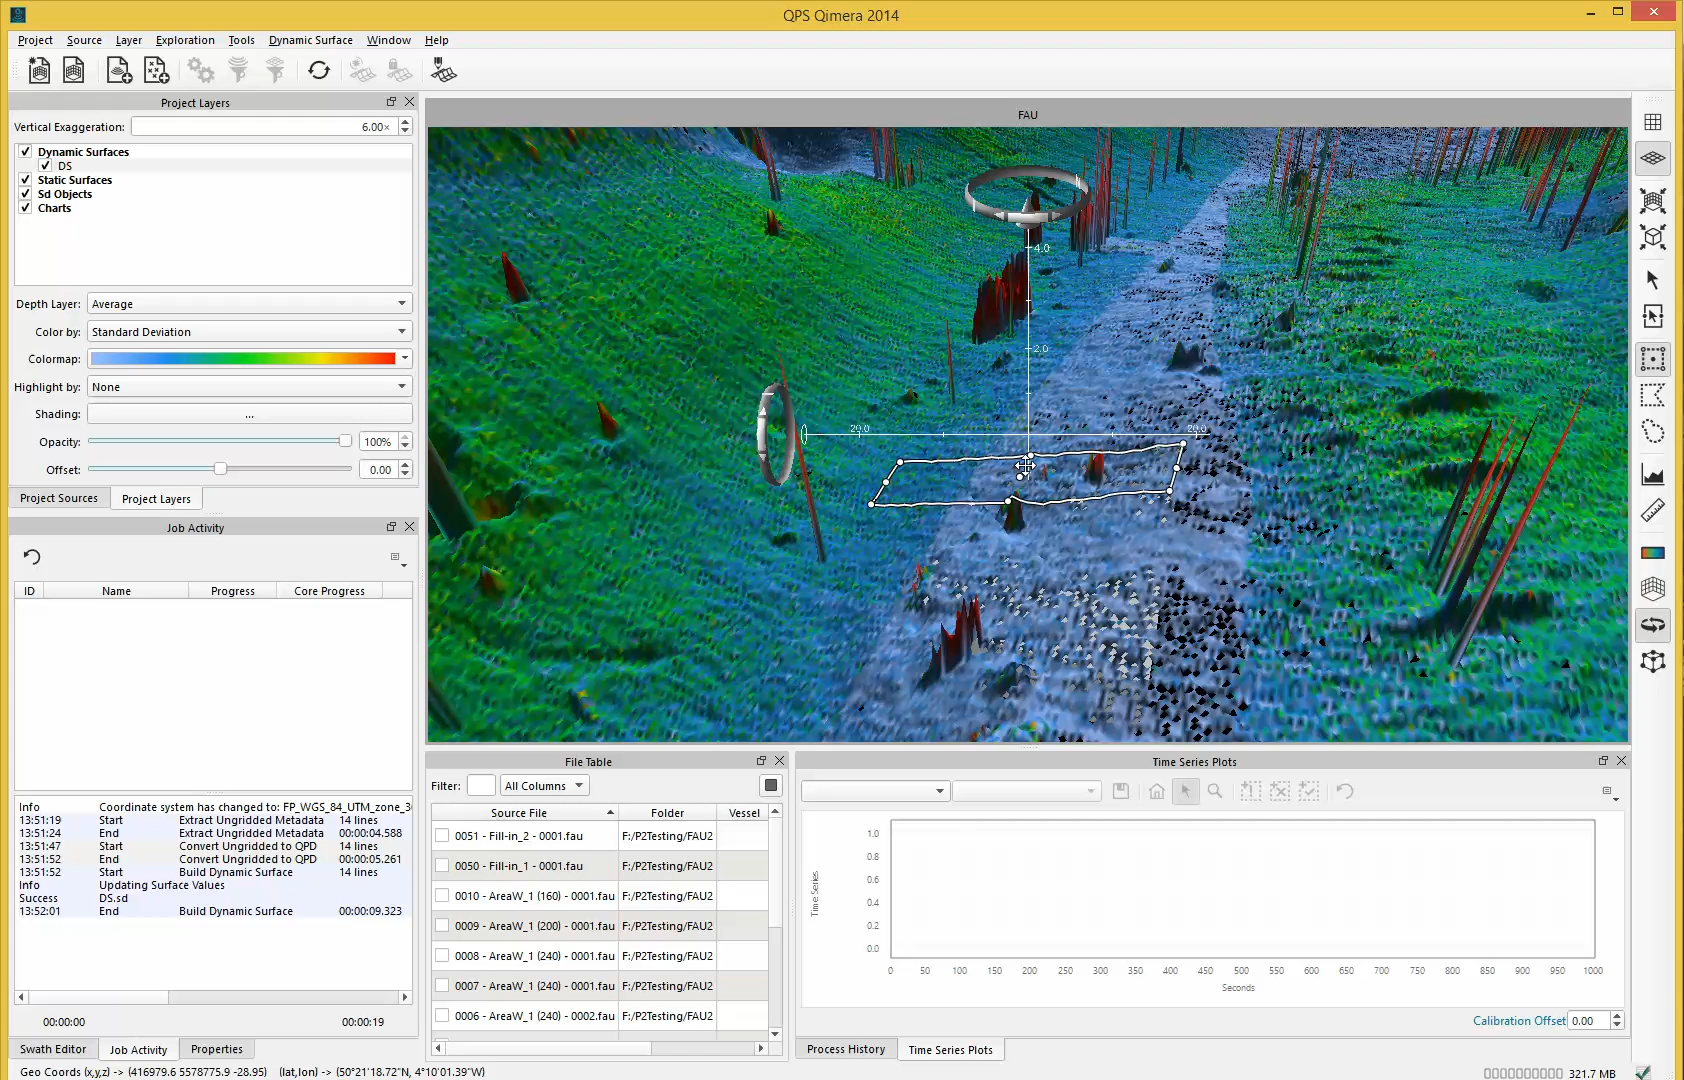 QPS Qimera 2014
Project Source Layer Exploration Tools Dynamic Surface Window Help
Project Layers
Vertical Exaggeration: 6.00×
Dynamic Surfaces
DS
Static Surfaces
Sd Objects
Charts
Depth Layer: Average
Color by: Standard Deviation
Colormap:
Highlight by: None
Shading: ...
Opacity: 100%
Offset: 0.00
Project Sources Project Layers
Job Activity
ID Name Progress Core Progress
Info Coordinate system has changed to: FP_WGS_84_UTM_zone_3
13:51:19 Start Extract Ungridded Metadata 14 lines
13:51:24 End Extract Ungridded Metadata 00:00:04.588
13:51:47 Start Convert Ungridded to QPD 14 lines
13:51:52 End Convert Ungridded to QPD 00:00:05.261
13:51:52 Start Build Dynamic Surface 14 lines
Info Updating Surface Values
Success DS.sd
13:52:01 End Build Dynamic Surface 00:00:09.323
00:00:00 00:00:19
Swath Editor Job Activity Properties
FAU
4.0
2.0
20.0 20.0
File Table
Filter: All Columns
Source File Folder Vessel
0051 - Fill-in_2 - 0001.fau F:/P2Testing/FAU2
0050 - Fill-in_1 - 0001.fau F:/P2Testing/FAU2
0010 - AreaW_1 (160) - 0001.fau F:/P2Testing/FAU2
0009 - AreaW_1 (200) - 0001.fau F:/P2Testing/FAU2
0008 - AreaW_1 (240) - 0001.fau F:/P2Testing/FAU2
0007 - AreaW_1 (240) - 0001.fau F:/P2Testing/FAU2
0006 - AreaW_1 (240) - 0002.fau F:/P2Testing/FAU2
Time Series Plots
1.0
0.8
0.6
0.4
0.2
0.0
Time Series
0 50 100 150 200 250 300 350 400 450 500 550 600 650 700 750 800 850 900 950 1000
Seconds
Calibration Offset 0.00
Process History Time Series Plots
Geo Coords (x,y,z) -> (416979.6 5578775.9 -28.95) (lat,lon) -> (50°21'18.72"N, 4°10'01.39"W)
321.7 MB